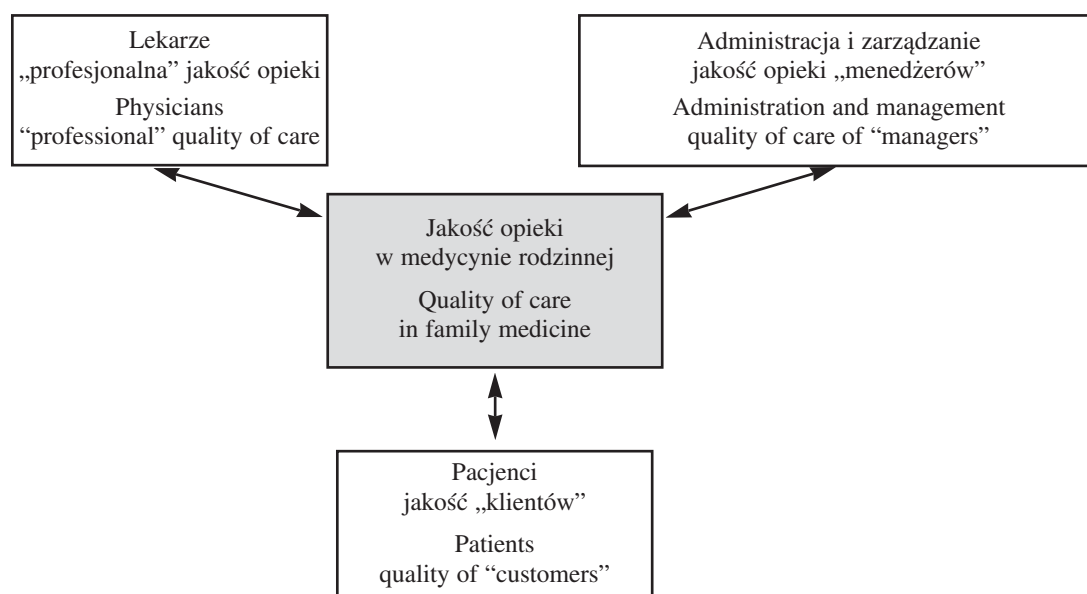 Lekarze
„profesjonalna” jakość opieki
Physicians
“professional” quality of care
Administracja i zarządzanie
jakość opieki „menedżerów”
Administration and management
quality of care of “managers”
Jakość opieki
w medycynie rodzinnej
Quality of care
in family medicine
Pacjenci
jakość „klientów”
Patients
quality of “customers”